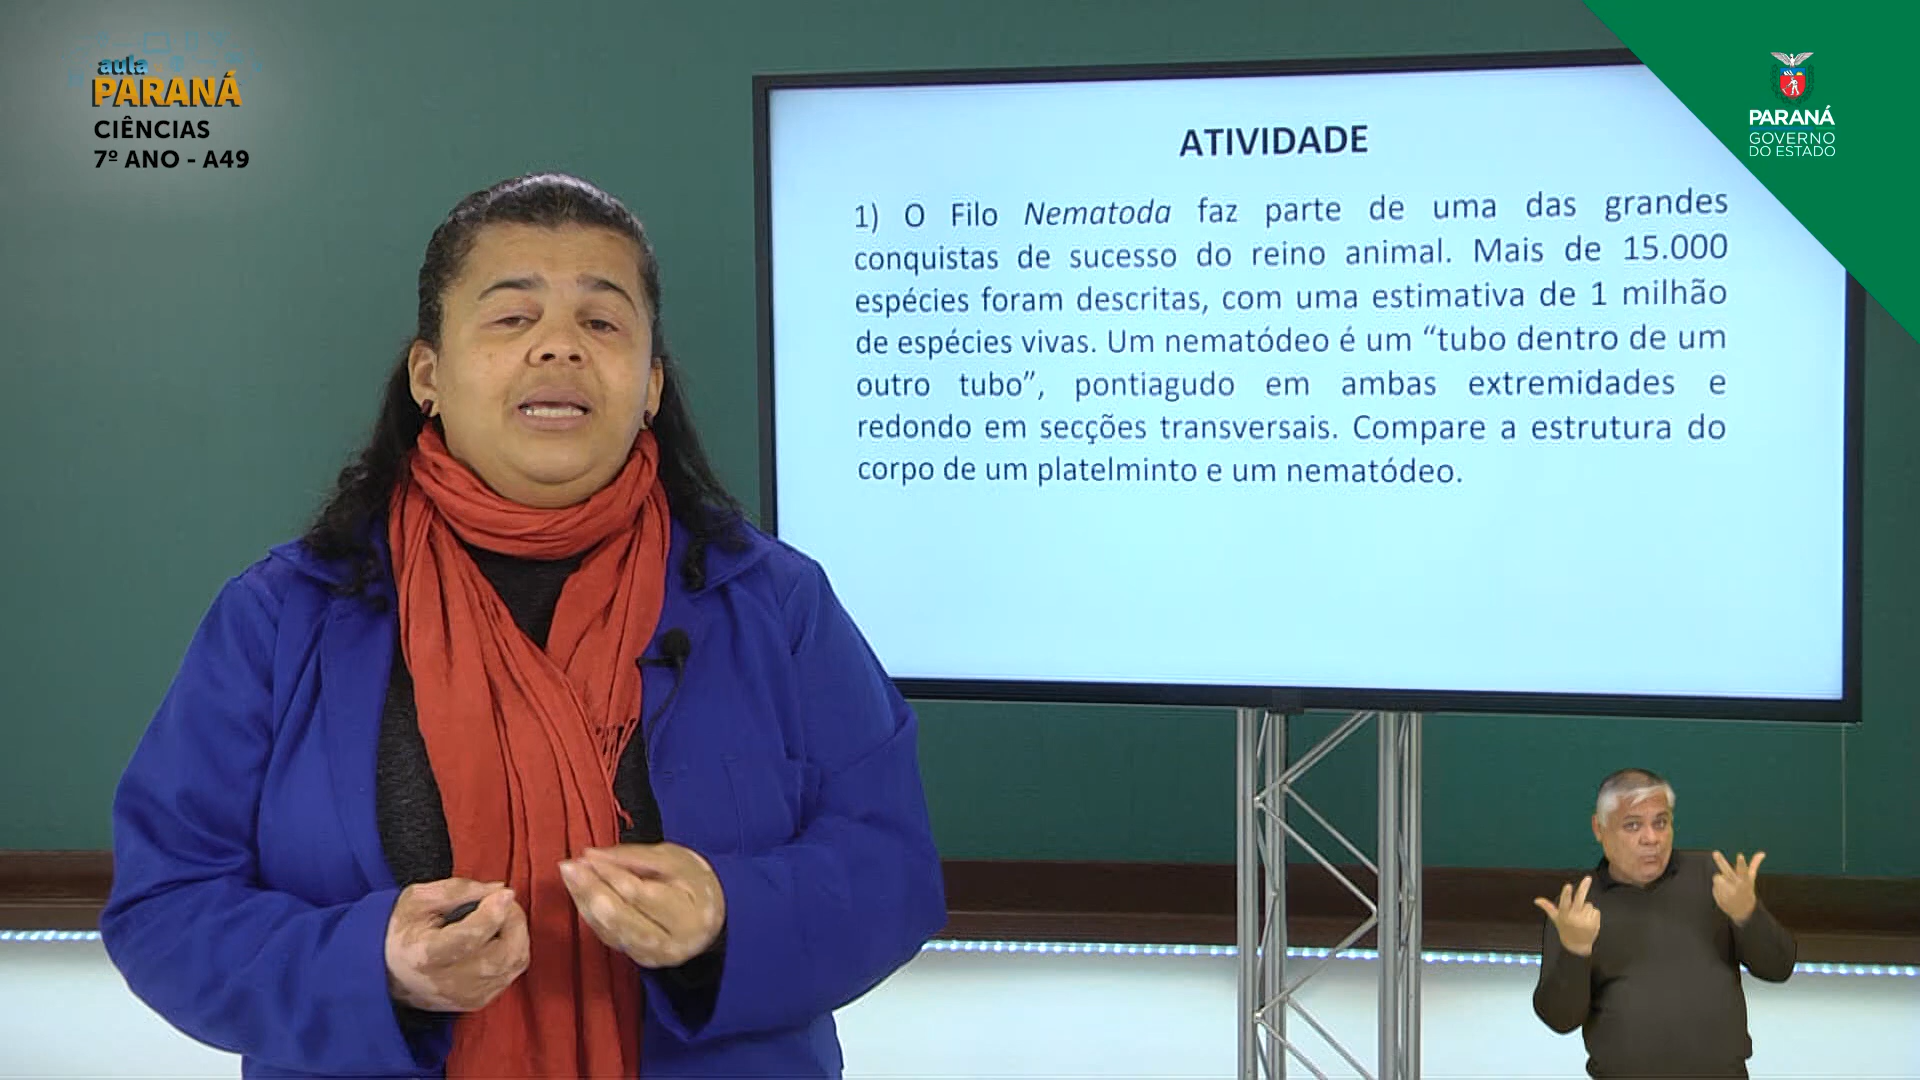 aula
PARANÁ
CIÊNCIAS
7º ANO - A49
ATIVIDADE
1) O Filo Nematoda faz parte de uma das grandes
conquistas de sucesso do reino animal. Mais de 15.000
espécies foram descritas, com uma estimativa de 1 milhão
de espécies vivas. Um nematódeo é um “tubo dentro de um
outro tubo”, pontiagudo em ambas extremidades e
redondo em secções transversais. Compare a estrutura do
corpo de um platelminto e um nematódeo.
PARANÁ
GOVERNO
DO ESTADO